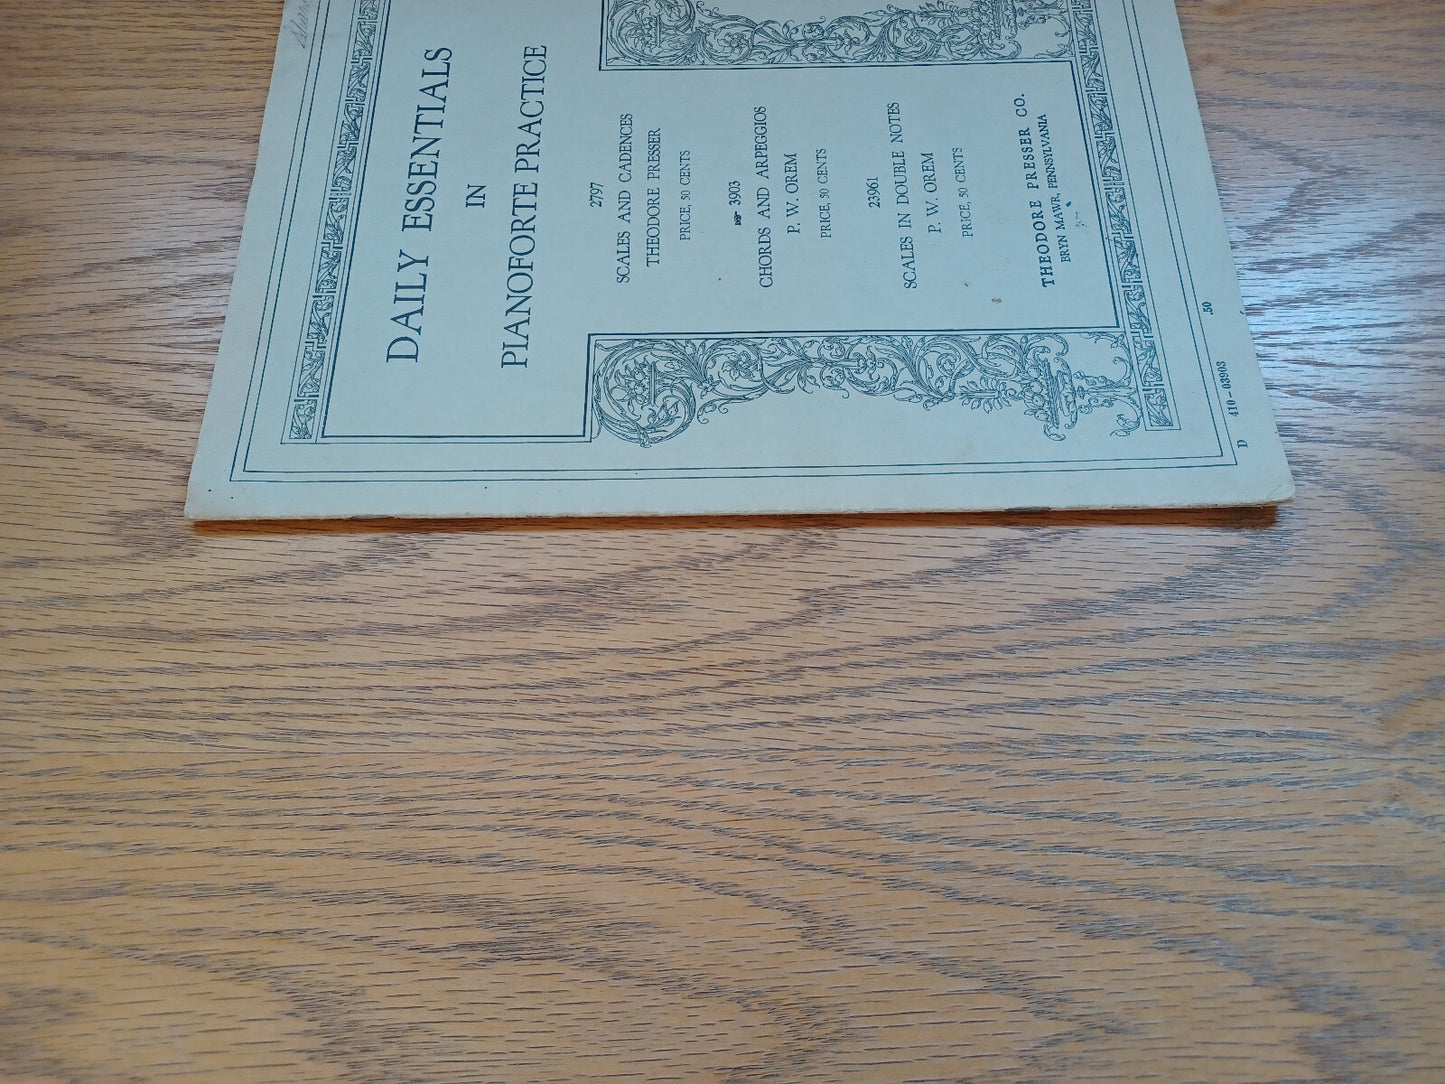 DAILY ESSENTIALS
IN
PIANOFORTE PRACTICE
2797
SCALES AND CADENCES
THEODORE PRESSER
PRICE, 50 CENTS
☞ 3903
CHORDS AND ARPEGGIOS
P. W. OREM
PRICE, 50 CENTS
23961
SCALES IN DOUBLE NOTES
P. W. OREM
PRICE, 50 CENTS
THEODORE PRESSER CO.
BRYN MAWR, PENNSYLVANIA
.50
D 410-03903